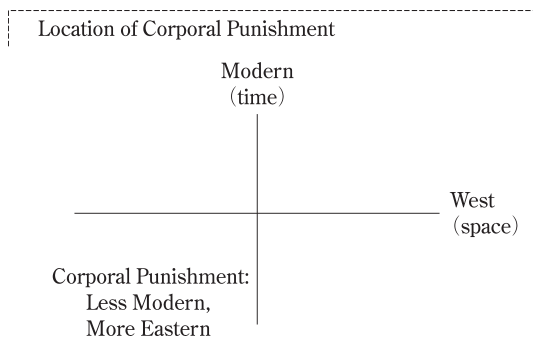 Location of Corporal Punishment
Modern
(time)
West
(space)
Corporal Punishment:
Less Modern,
More Eastern